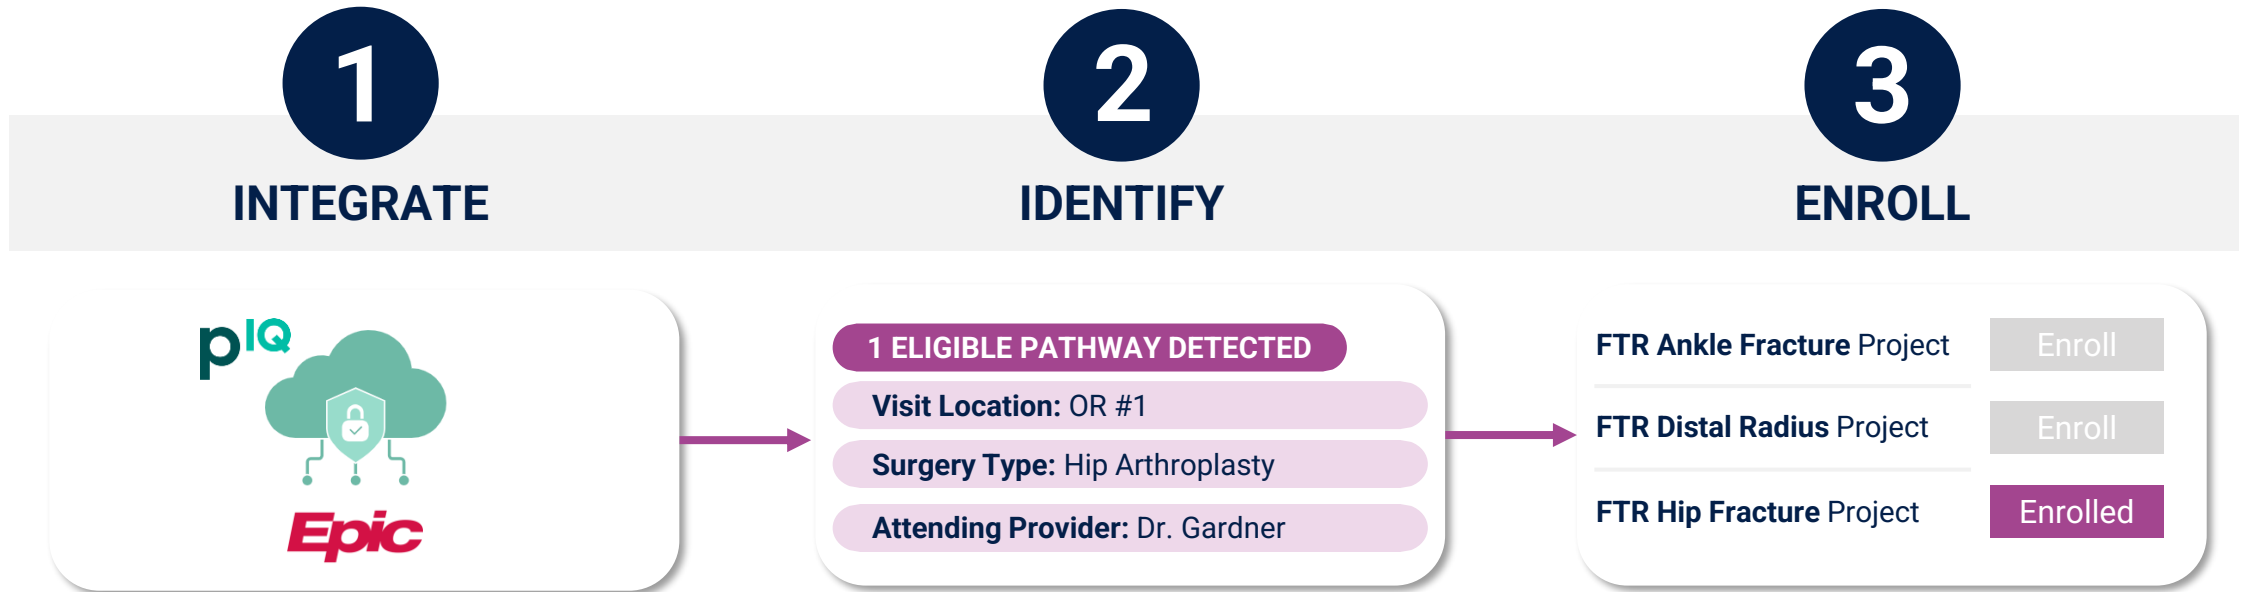 1
INTEGRATE
pIQ
Epic
2
IDENTIFY
1 ELIGIBLE PATHWAY DETECTED
Visit Location: OR #1
Surgery Type: Hip Arthroplasty
Attending Provider: Dr. Gardner
3
ENROLL
FTR Ankle Fracture Project Enroll
FTR Distal Radius Project Enroll
FTR Hip Fracture Project Enrolled